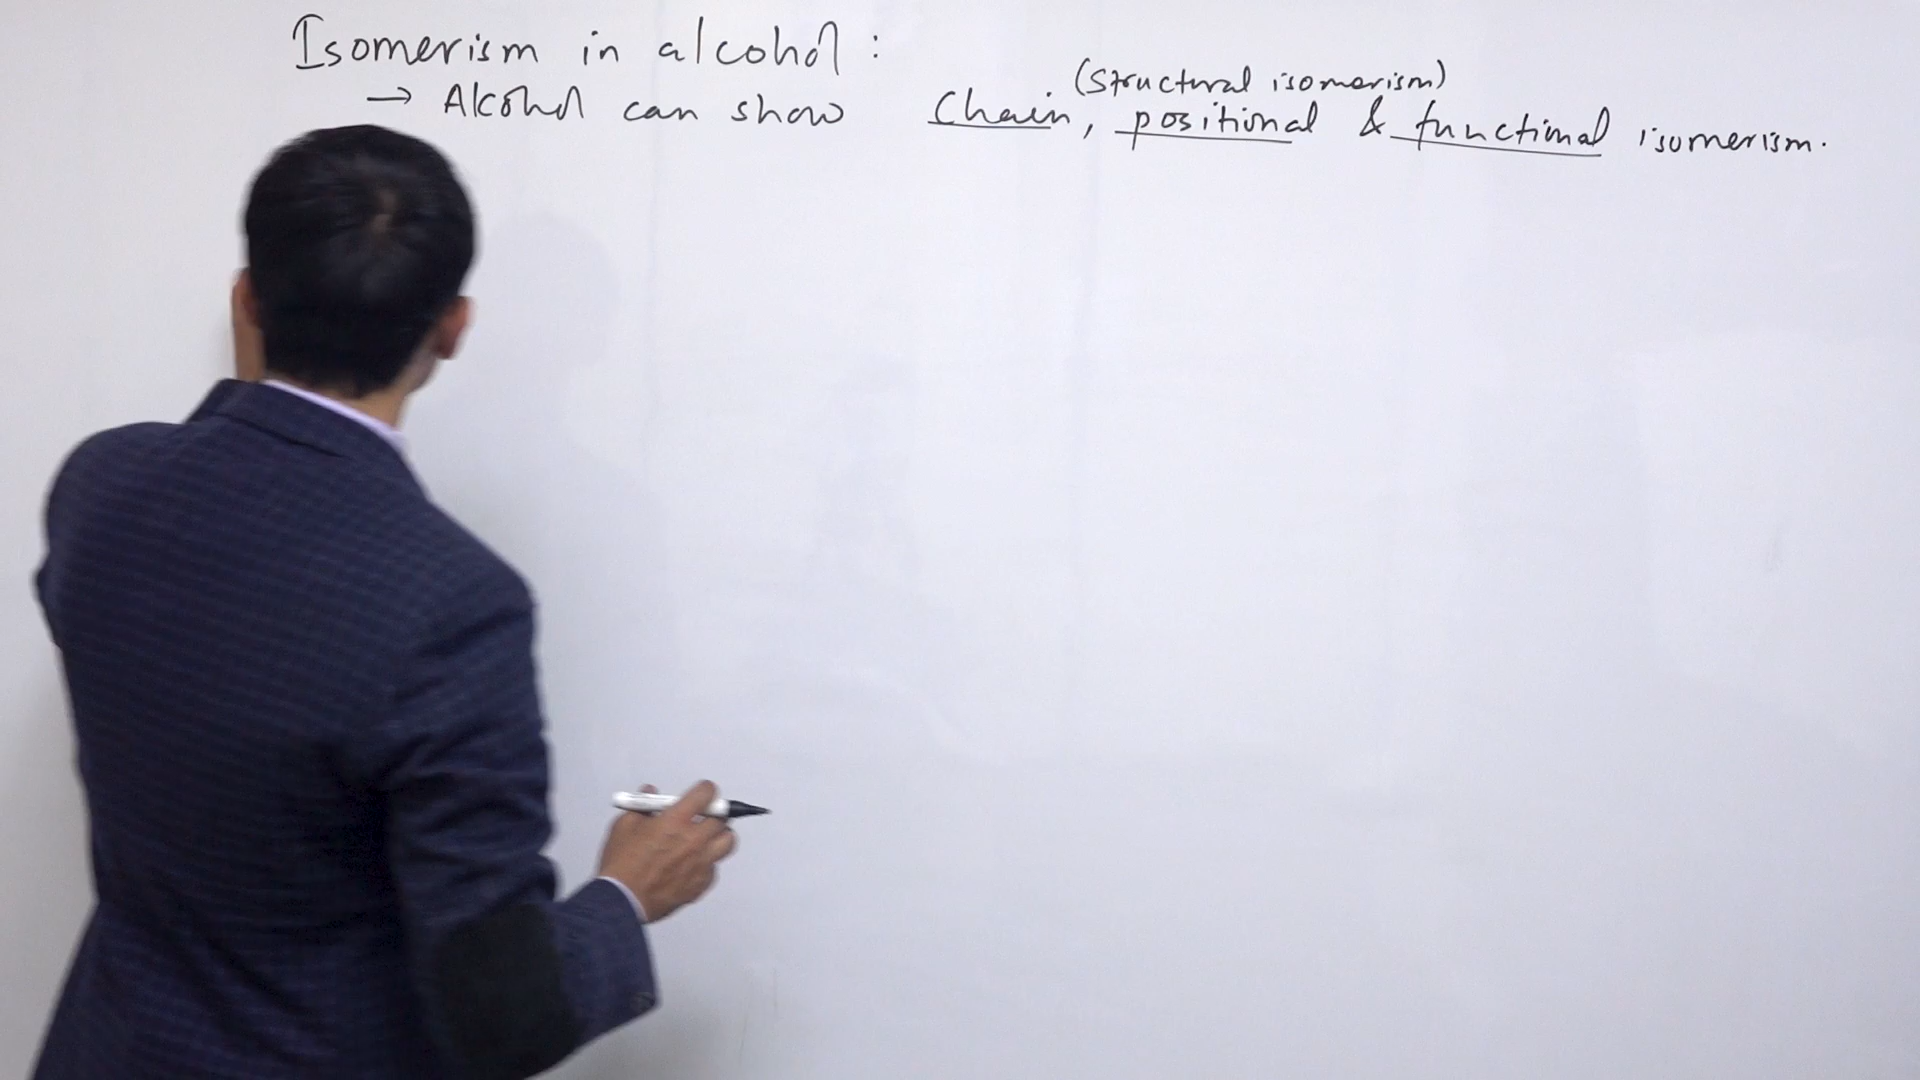 Isomerism in alcohol :
(Structural isomerism)
→ Alcohol can show Chain, positional & functional isomerism.